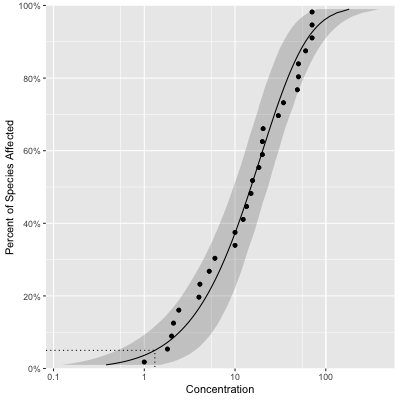 Percent of Species Affected
100%
80%
60%
40%
20%
0%
0.1 1 10 100
Concentration